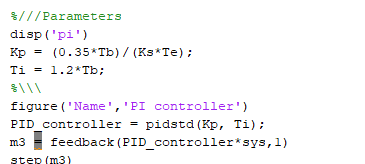 %///Parameters
disp('pi')
Kp = (0.35*Tb)/(Ks*Te);
Ti = 1.2*Tb;
%\\\
figure('Name','PI controller')
PID_controller = pidstd(Kp, Ti);
m3 = feedback(PID_controller*sys,1)
step(m3)